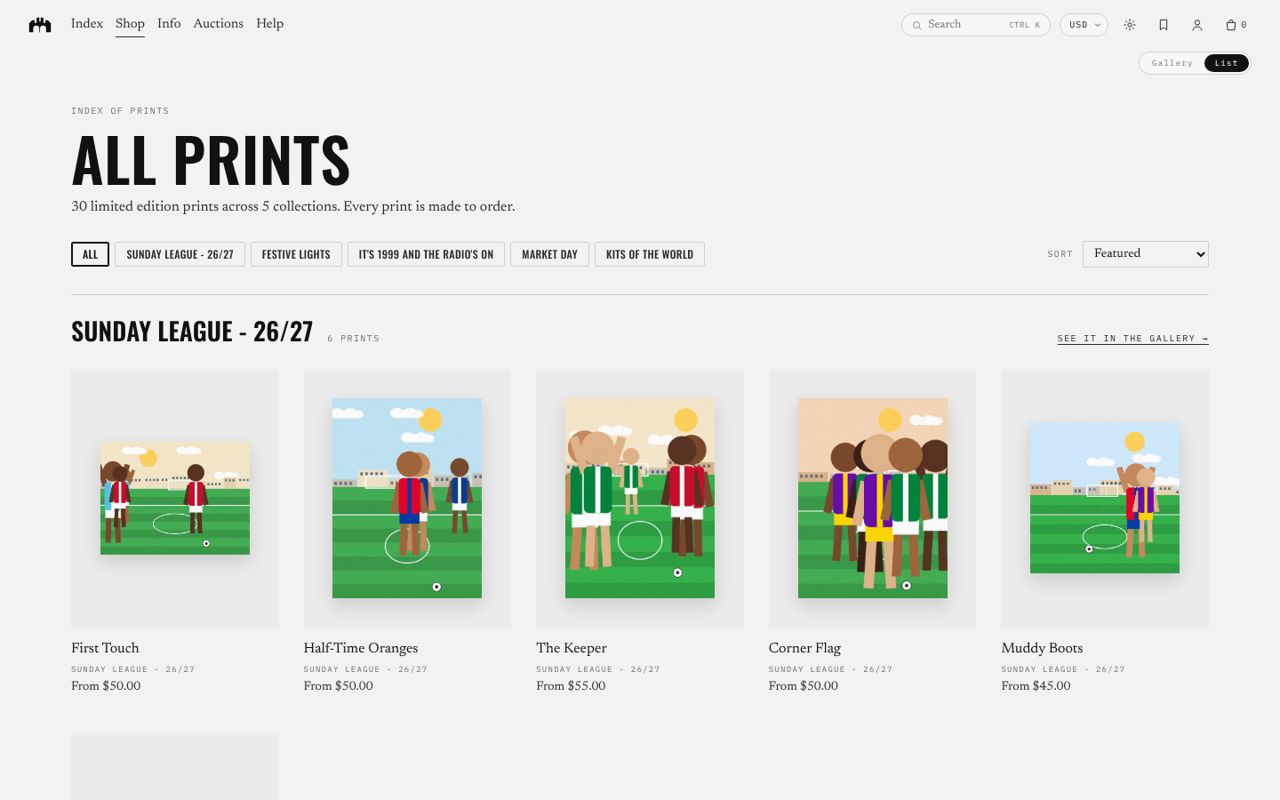 Index Shop Info Auctions Help
Search CTRL K USD 0
Gallery List
INDEX OF PRINTS
ALL PRINTS
30 limited edition prints across 5 collections. Every print is made to order.
ALL SUNDAY LEAGUE - 26/27 FESTIVE LIGHTS IT'S 1999 AND THE RADIO'S ON MARKET DAY KITS OF THE WORLD
SORT Featured
SUNDAY LEAGUE - 26/27 6 PRINTS
SEE IT IN THE GALLERY →
First Touch
SUNDAY LEAGUE - 26/27
From $50.00
Half-Time Oranges
SUNDAY LEAGUE - 26/27
From $50.00
The Keeper
SUNDAY LEAGUE - 26/27
From $55.00
Corner Flag
SUNDAY LEAGUE - 26/27
From $50.00
Muddy Boots
SUNDAY LEAGUE - 26/27
From $45.00